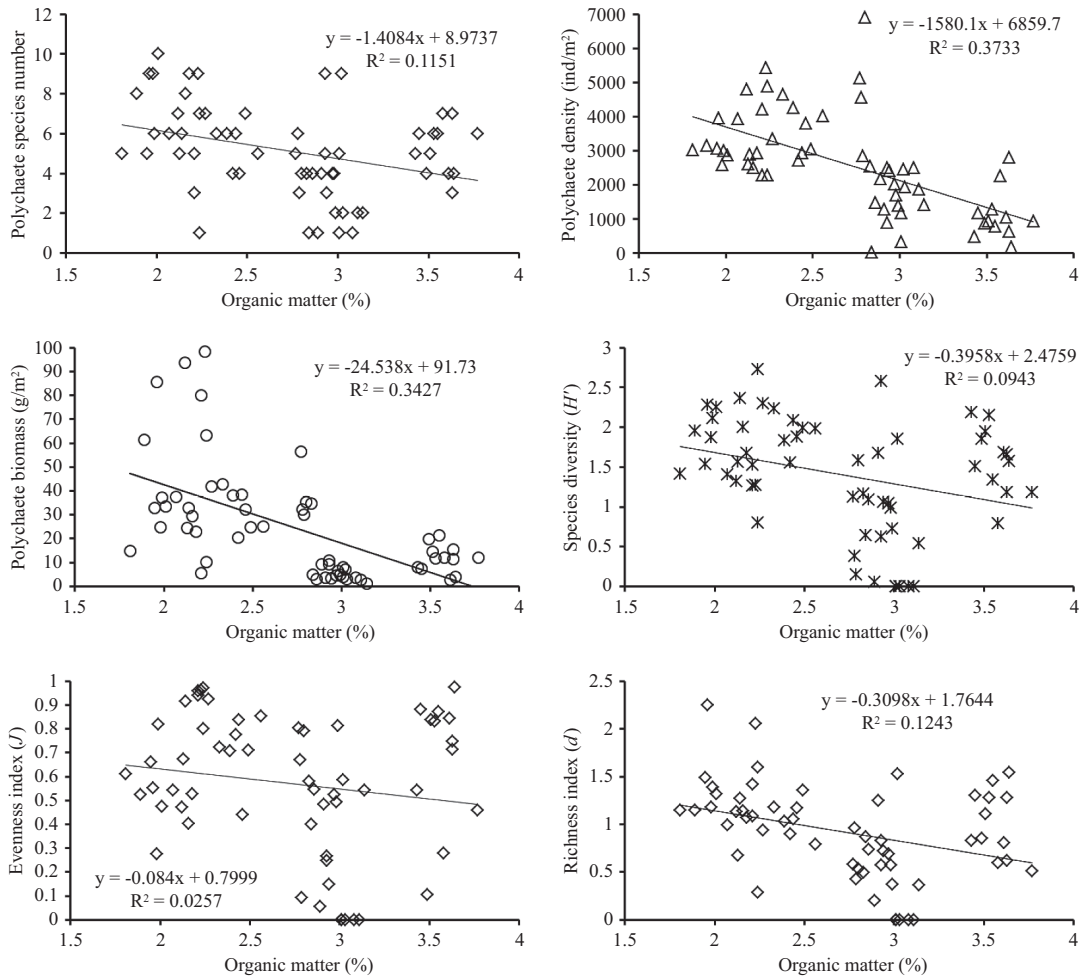 12
10
8
6
4
2
0
Polychaete species number
y = -1.4084x + 8.9737
R² = 0.1151
1.5 2 2.5 3 3.5 4
Organic matter (%)
7000
6000
5000
4000
3000
2000
1000
0
Polychaete density (ind/m²)
-1580.1x + 6859.7
R² = 0.3733
1.5 2 2.5 3 3.5 4
Organic matter (%)
100
90
80
70
60
50
40
30
20
10
0
Polychaete biomass (g/m²)
y = -24.538x + 91.73
R² = 0.3427
1.5 2 2.5 3 3.5 4
Organic matter (%)
3
2.5
2
1.5
1
0.5
0
Species diversity (H')
y = -0.3958x + 2.4759
R² = 0.0943
1.5 2 2.5 3 3.5 4
Organic matter (%)
1
0.9
0.8
0.7
0.6
0.5
0.4
0.3
0.2
0.1
0
Evenness index (J)
y = -0.084x + 0.7999
R² = 0.0257
1.5 2 2.5 3 3.5 4
Organic matter (%)
2.5
2
1.5
1
0.5
0
Richness index (d)
y = -0.3098x + 1.7644
R² = 0.1243
1.5 2 2.5 3 3.5 4
Organic matter (%)